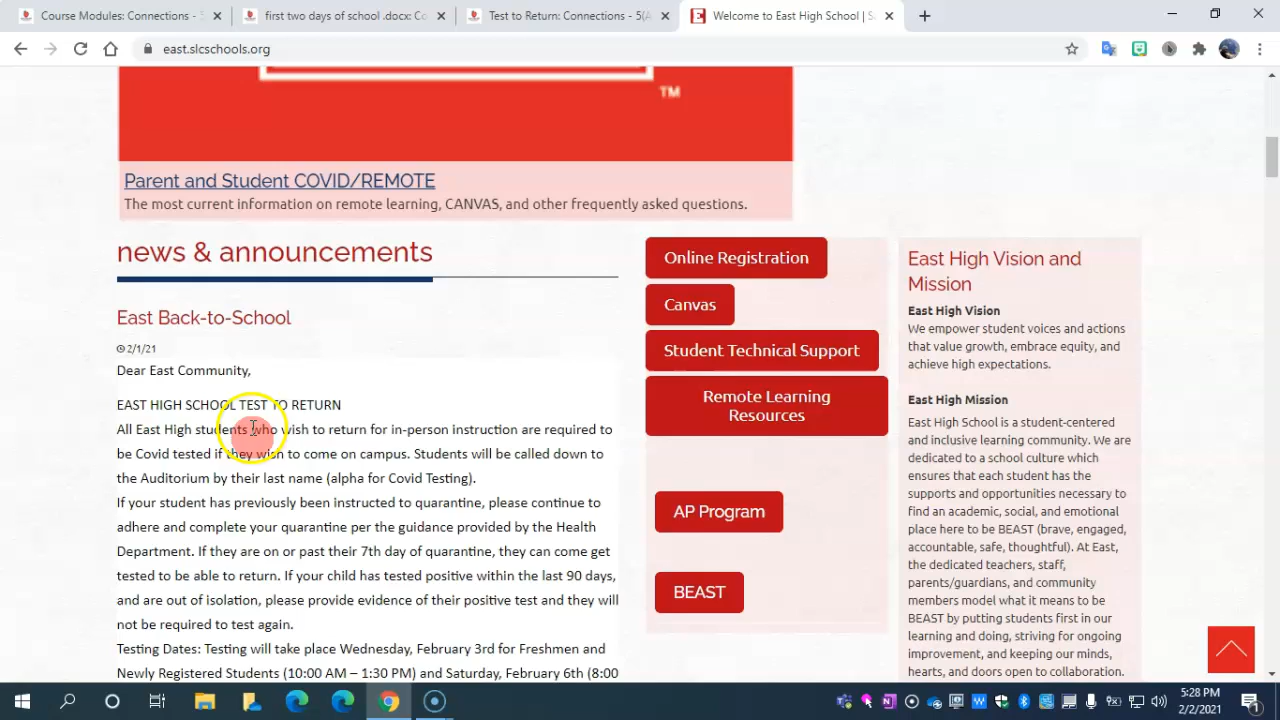 Course Modules: Connections - 3
first two days of school .docx: Co
Test to Return: Connections - 5(A
Welcome to East High School | S
east.slcschools.org
TM
Parent and Student COVID/REMOTE
The most current information on remote learning, CANVAS, and other frequently asked questions.
news & announcements
East Back-to-School
2/1/21
Dear East Community,
EAST HIGH SCHOOL TEST TO RETURN
All East High students who wish to return for in-person instruction are required to
be Covid tested if they wish to come on campus. Students will be called down to
the Auditorium by their last name (alpha for Covid Testing).
If your student has previously been instructed to quarantine, please continue to
adhere and complete your quarantine per the guidance provided by the Health
Department. If they are on or past their 7th day of quarantine, they can come get
tested to be able to return. If your child has tested positive within the last 90 days,
and are out of isolation, please provide evidence of their positive test and they will
not be required to test again.
Testing Dates: Testing will take place Wednesday, February 3rd for Freshmen and
Newly Registered Students (10:00 AM – 1:30 PM) and Saturday, February 6th (8:00
Online Registration
Canvas
Student Technical Support
Remote Learning
Resources
AP Program
BEAST
East High Vision and
Mission
East High Vision
We empower student voices and actions
that value growth, embrace equity, and
achieve high expectations.
East High Mission
East High School is a student-centered
and inclusive learning community. We are
dedicated to a school culture which
ensures that each student has the
supports and opportunities necessary to
find an academic, social, and emotional
place here to be BEAST (brave, engaged,
accountable, safe, thoughtful). At East,
the dedicated teachers, staff,
parents/guardians, and community
members model what it means to be
BEAST by putting students first in our
learning and doing, striving for ongoing
improvement, and keeping our minds,
hearts, and doors open to collaboration.
5:28 PM
2/2/2021